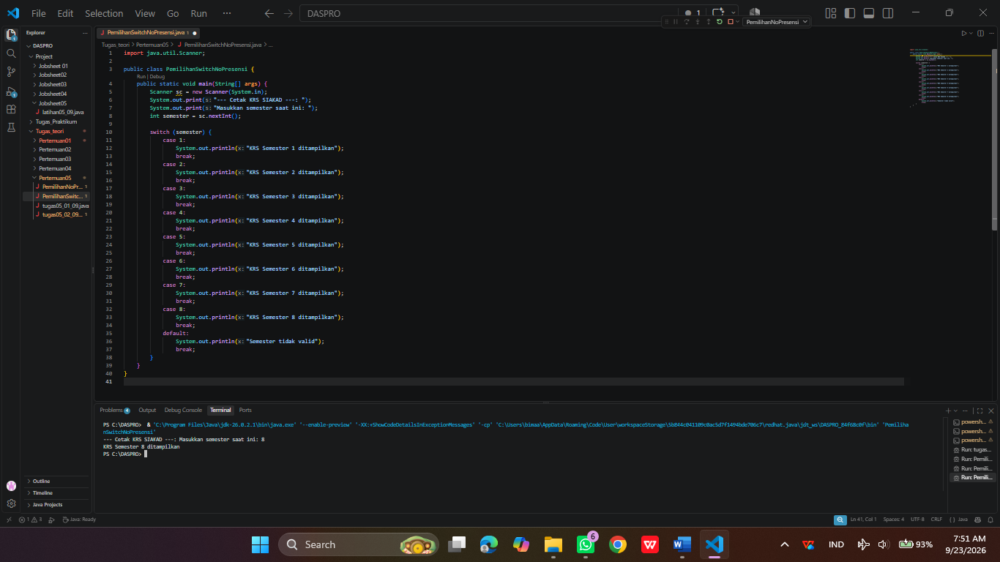 File Edit Selection View Go Run ··· DASPRO 1
PemilihanNoPresensi
Explorer ···
DASPRO
Project
Jobsheet 01
Jobsheet02
Jobsheet03
Jobsheet04
Jobsheet05
J latihan05_09.java
Tugas_Praktikum
Tugas_teori
Pertemuan01
Pertemuan02
Pertemuan03
Pertemuan04
Pertemuan05
J PemilihanNoPr... 1
J PemilihanSwitc... 1
J tugas05_01_09.java
J tugas05_02_09... 1
Outline
Timeline
Java Projects
J PemilihanSwitchNoPresensi.java 1
Tugas_teori > Pertemuan05 > J PemilihanSwitchNoPresensi.java > ...
1 import java.util.Scanner;
2
3 public class PemilihanSwitchNoPresensi {
Run | Debug
4 public static void main(String[] args) {
5 Scanner sc = new Scanner(System.in);
6 System.out.print(s:"--- Cetak KRS SIAKAD ---: ");
7 System.out.print(s:"Masukkan semester saat ini: ");
8 int semester = sc.nextInt();
9
10 switch (semester) {
11 case 1:
12 System.out.println(x:"KRS Semester 1 ditampilkan");
13 break;
14 case 2:
15 System.out.println(x:"KRS Semester 2 ditampilkan");
16 break;
17 case 3:
18 System.out.println(x:"KRS Semester 3 ditampilkan");
19 break;
20 case 4:
21 System.out.println(x:"KRS Semester 4 ditampilkan");
22 break;
23 case 5:
24 System.out.println(x:"KRS Semester 5 ditampilkan");
25 break;
26 case 6:
27 System.out.println(x:"KRS Semester 6 ditampilkan");
28 break;
29 case 7:
30 System.out.println(x:"KRS Semester 7 ditampilkan");
31 break;
32 case 8:
33 System.out.println(x:"KRS Semester 8 ditampilkan");
34 break;
35 default:
36 System.out.println(x:"Semester tidak valid");
37 break;
38 }
39 }
40 }
41
Problems 4 Output Debug Console Terminal Ports
PS C:\DASPRO> & 'C:\Program Files\Java\jdk-26.0.2.1\bin\java.exe' '--enable-preview' '-XX:+ShowCodeDetailsInExceptionMessages' '-cp' 'C:\Users\bimaa\AppData\Roaming\Code\User\workspaceStorage\5b844c041109c0ac5d7f1494bde706c7\redhat.java\jdt_ws\DASPRO_84f68c0f\bin' 'Pemiliha
nSwitchNoPresensi'
--- Cetak KRS SIAKAD ---: Masukkan semester saat ini: 8
KRS Semester 8 ditampilkan
PS C:\DASPRO>
powersh...
powersh...
powersh...
Run: tugas...
Run: Pemili...
Run: Pemili...
Run: Pemili...
1 3 Java: Ready Ln 41, Col 1 Spaces: 4 UTF-8 CRLF { } Java
Search 6 IND 93% 7:51 AM
9/23/2026